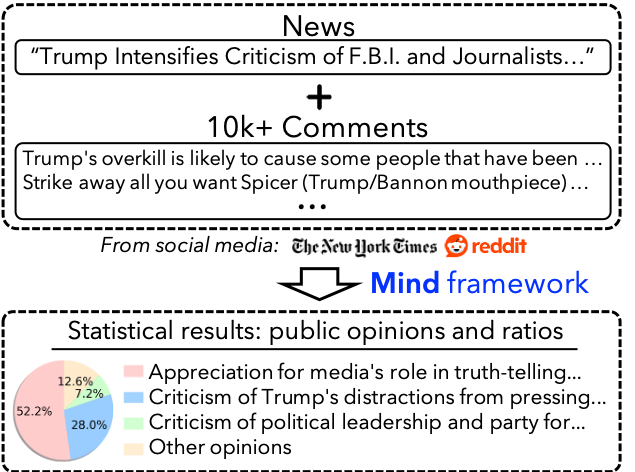 News
“Trump Intensifies Criticism of F.B.I. and Journalists...”
+
10k+ Comments
Trump's overkill is likely to cause some people that have been ...
Strike away all you want Spicer (Trump/Bannon mouthpiece) ...
...
From social media: The New York Times reddit
Mind framework
Statistical results: public opinions and ratios
12.6%
7.2%
52.2%
28.0%
Appreciation for media's role in truth-telling...
Criticism of Trump's distractions from pressing...
Criticism of political leadership and party for...
Other opinions